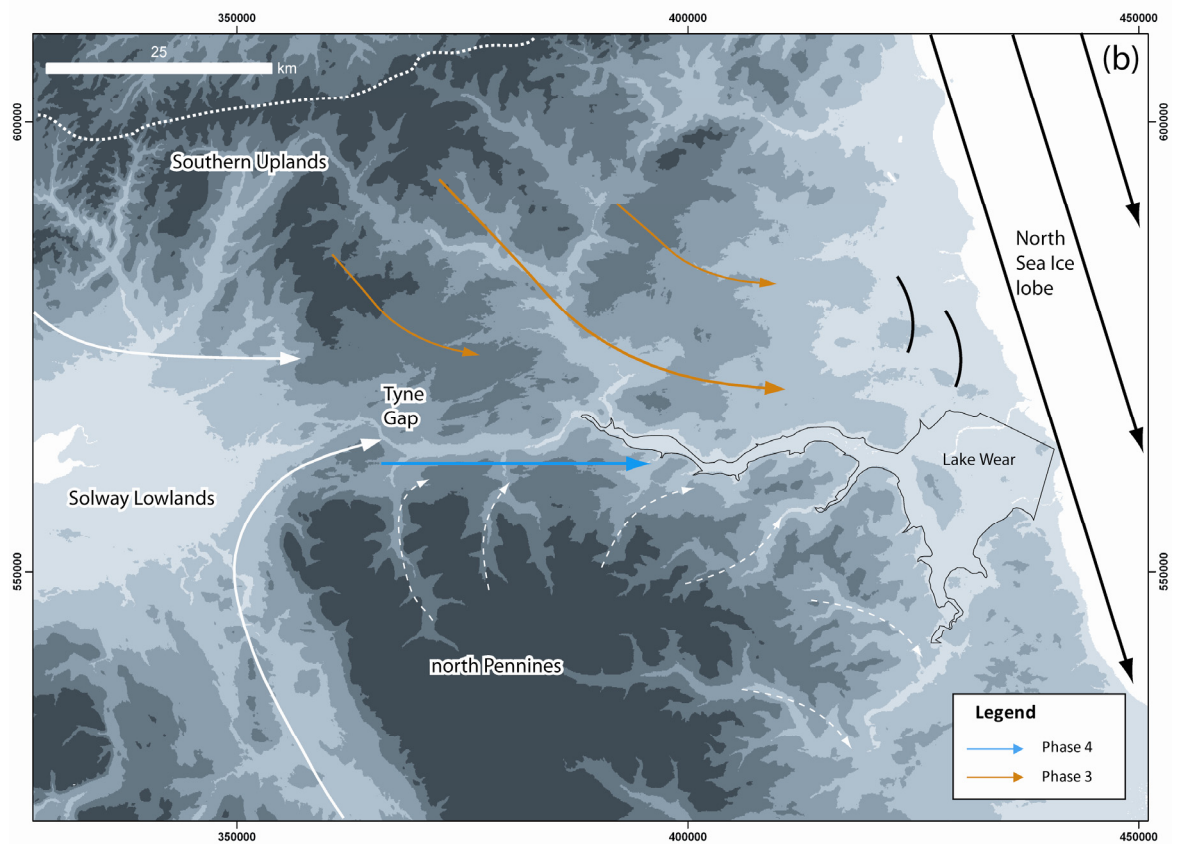 350000
400000
450000
25
km
(b)
600000
600000
Southern Uplands
North
Sea Ice
lobe
Tyne
Gap
Lake Wear
Solway Lowlands
550000
550000
north Pennines
Legend
Phase 4
Phase 3
350000
400000
450000